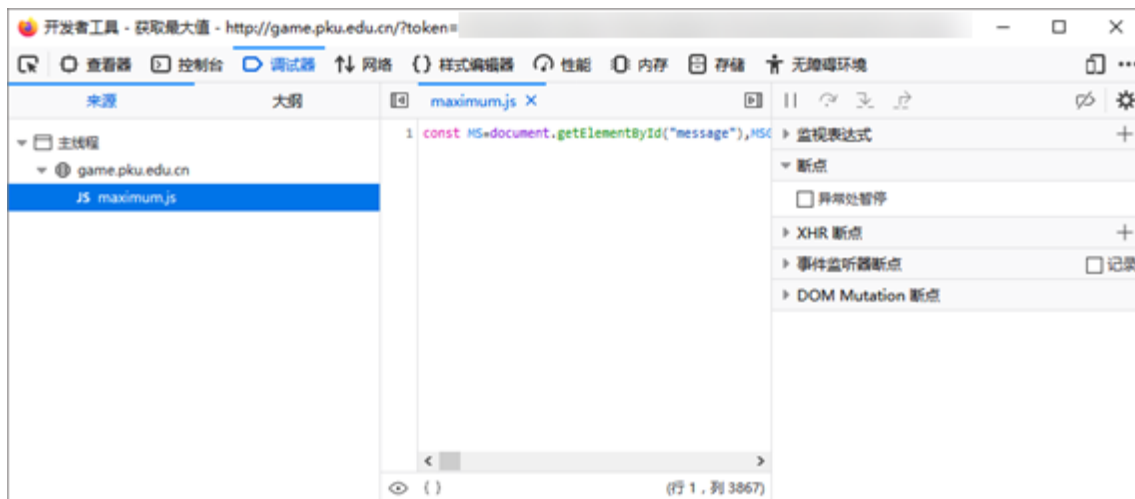 开发者工具 - 获取最大值 - http://game.pku.edu.cn/?token=
查看器 控制台 调试器 网络 {} 样式编辑器 性能 内存 存储 无障碍环境
来源 大纲 maximum.js
主线程
game.pku.edu.cn
JS maximum.js
1 const MS=document.getElementById("message"),MSG
监视表达式
断点
异常处暂停
XHR 断点
事件监听器断点 记录
DOM Mutation 断点
{ } (行 1，列 3867)